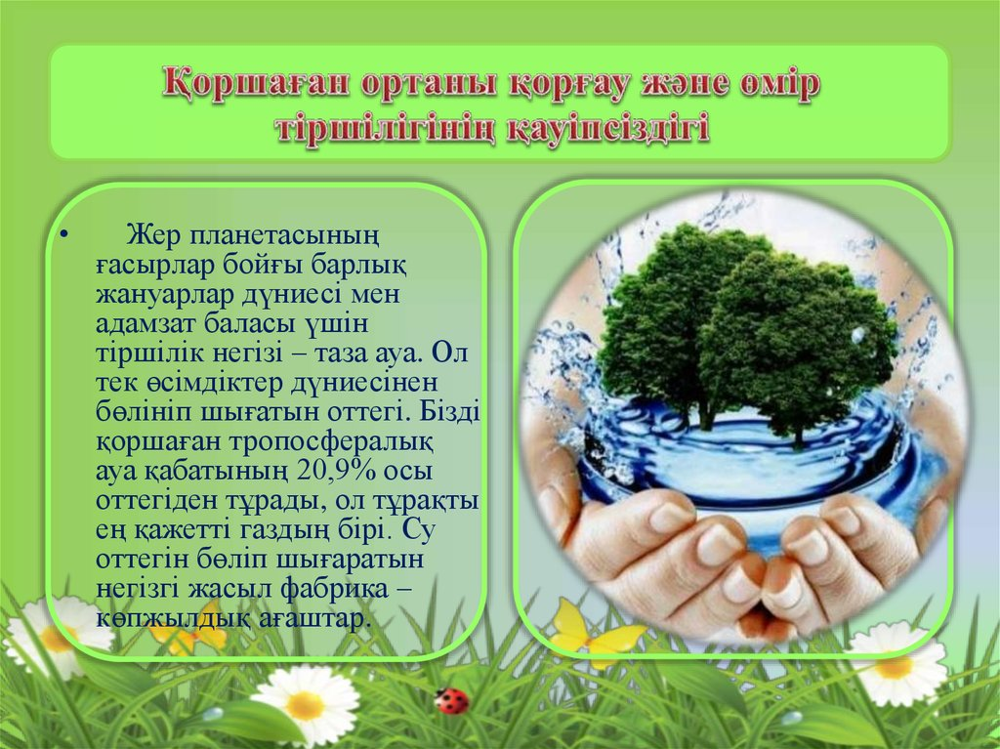 Қоршаған ортаны қорғау және өмір
тіршілігінің қауіпсіздігі
• Жер планетасының
ғасырлар бойғы барлық
жануарлар дүниесі мен
адамзат баласы үшін
тіршілік негізі – таза ауа. Ол
тек өсімдіктер дүниесінен
бөлініп шығатын оттегі. Бізді
қоршаған тропосфералық
ауа қабатының 20,9% осы
оттегіден тұрады, ол тұрақты
ең қажетті газдың бірі. Су
оттегін бөліп шығаратын
негізгі жасыл фабрика –
көпжылдық ағаштар.